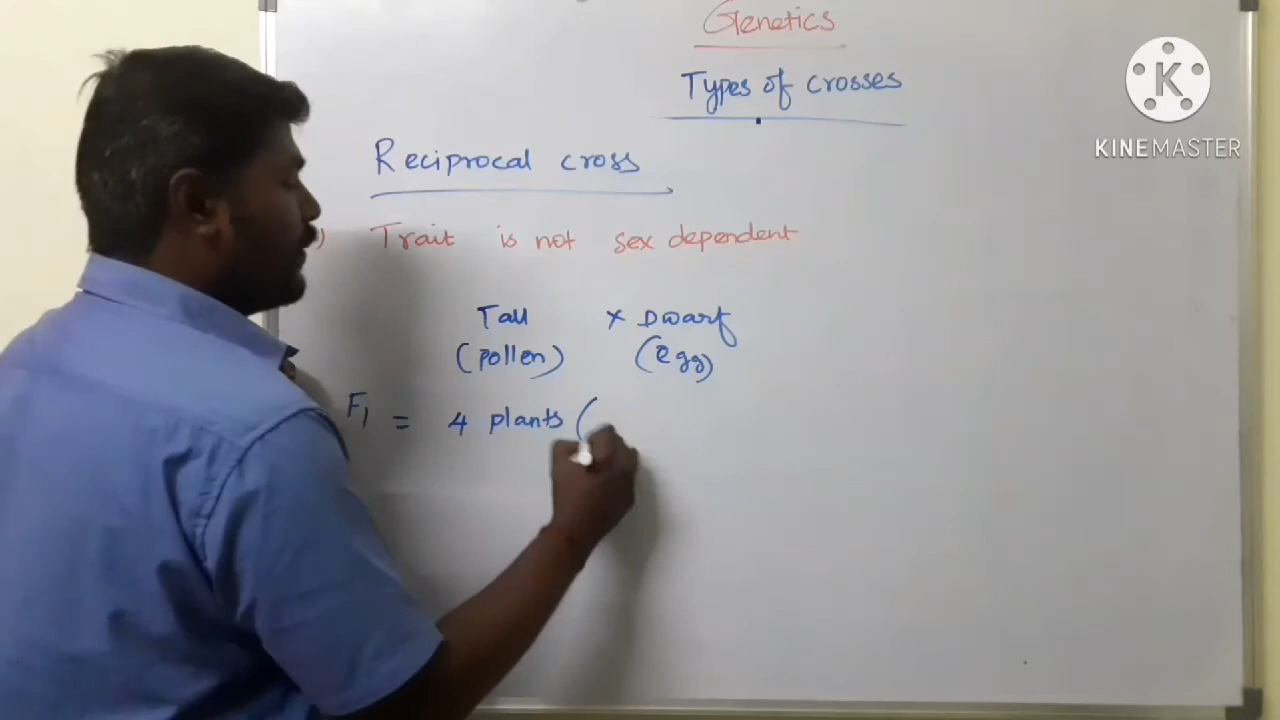 Genetics
Types of crosses
Reciprocal cross
) Trait is not sex dependent
Tall x Dwarf
(pollen) (egg)
F1 = 4 plants (
K
KINEMASTER